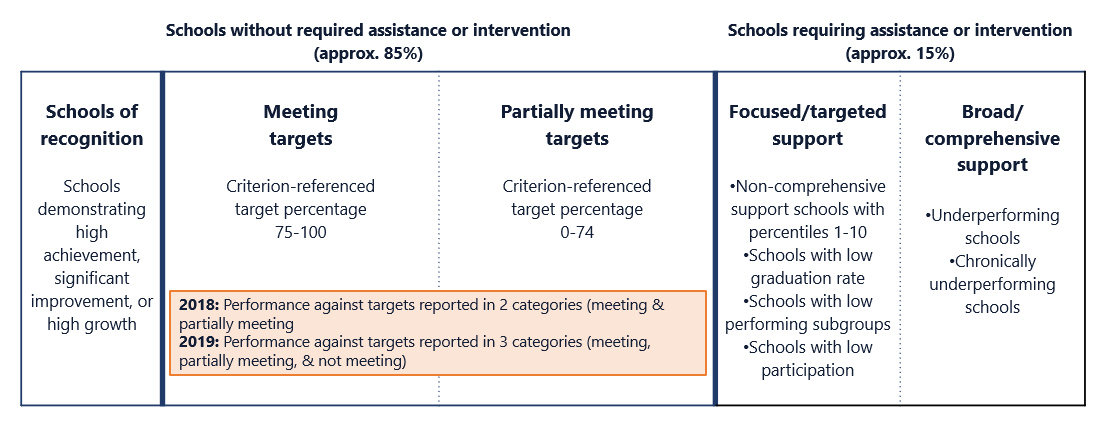 Schools without required assistance or intervention
(approx. 85%)
Schools requiring assistance or intervention
(approx. 15%)
Schools of
recognition
Schools
demonstrating
high
achievement,
significant
improvement, or
high growth
Meeting
targets
Criterion-referenced
target percentage
75-100
Partially meeting
targets
Criterion-referenced
target percentage
0-74
2018: Performance against targets reported in 2 categories (meeting &
partially meeting
2019: Performance against targets reported in 3 categories (meeting,
partially meeting, & not meeting)
Focused/targeted
support
•Non-comprehensive
support schools with
percentiles 1-10
•Schools with low
graduation rate
•Schools with low
performing subgroups
•Schools with low
participation
Broad/
comprehensive
support
•Underperforming
schools
•Chronically
underperforming
schools